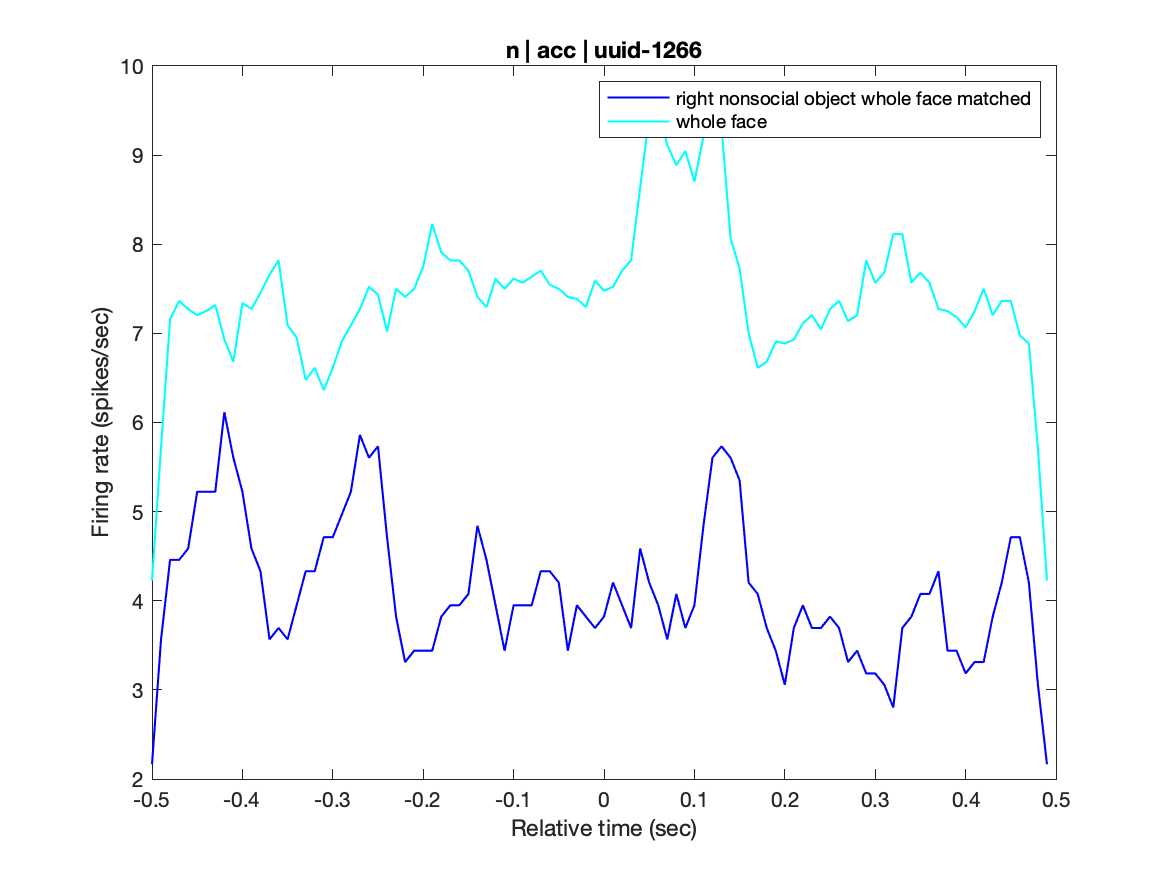 n | acc | uuid-1266
right nonsocial object whole face matched
whole face
10
9
8
7
6
5
4
3
2
Firing rate (spikes/sec)
-0.5 -0.4 -0.3 -0.2 -0.1 0 0.1 0.2 0.3 0.4 0.5
Relative time (sec)